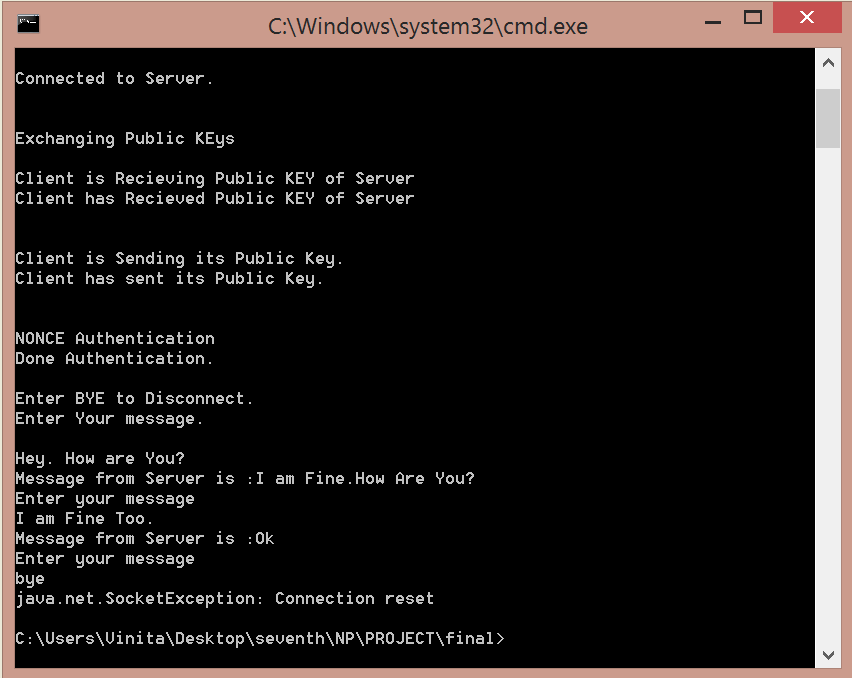 C:\Windows\system32\cmd.exe
Connected to Server.
Exchanging Public KEys
Client is Recieving Public KEY of Server
Client has Recieved Public KEY of Server
Client is Sending its Public Key.
Client has sent its Public Key.
NONCE Authentication
Done Authentication.
Enter BYE to Disconnect.
Enter Your message.
Hey. How are You?
Message from Server is :I am Fine.How Are You?
Enter your message
I am Fine Too.
Message from Server is :Ok
Enter your message
bye
java.net.SocketException: Connection reset
C:\Users\Vinita\Desktop\seventh\NP\PROJECT\final>